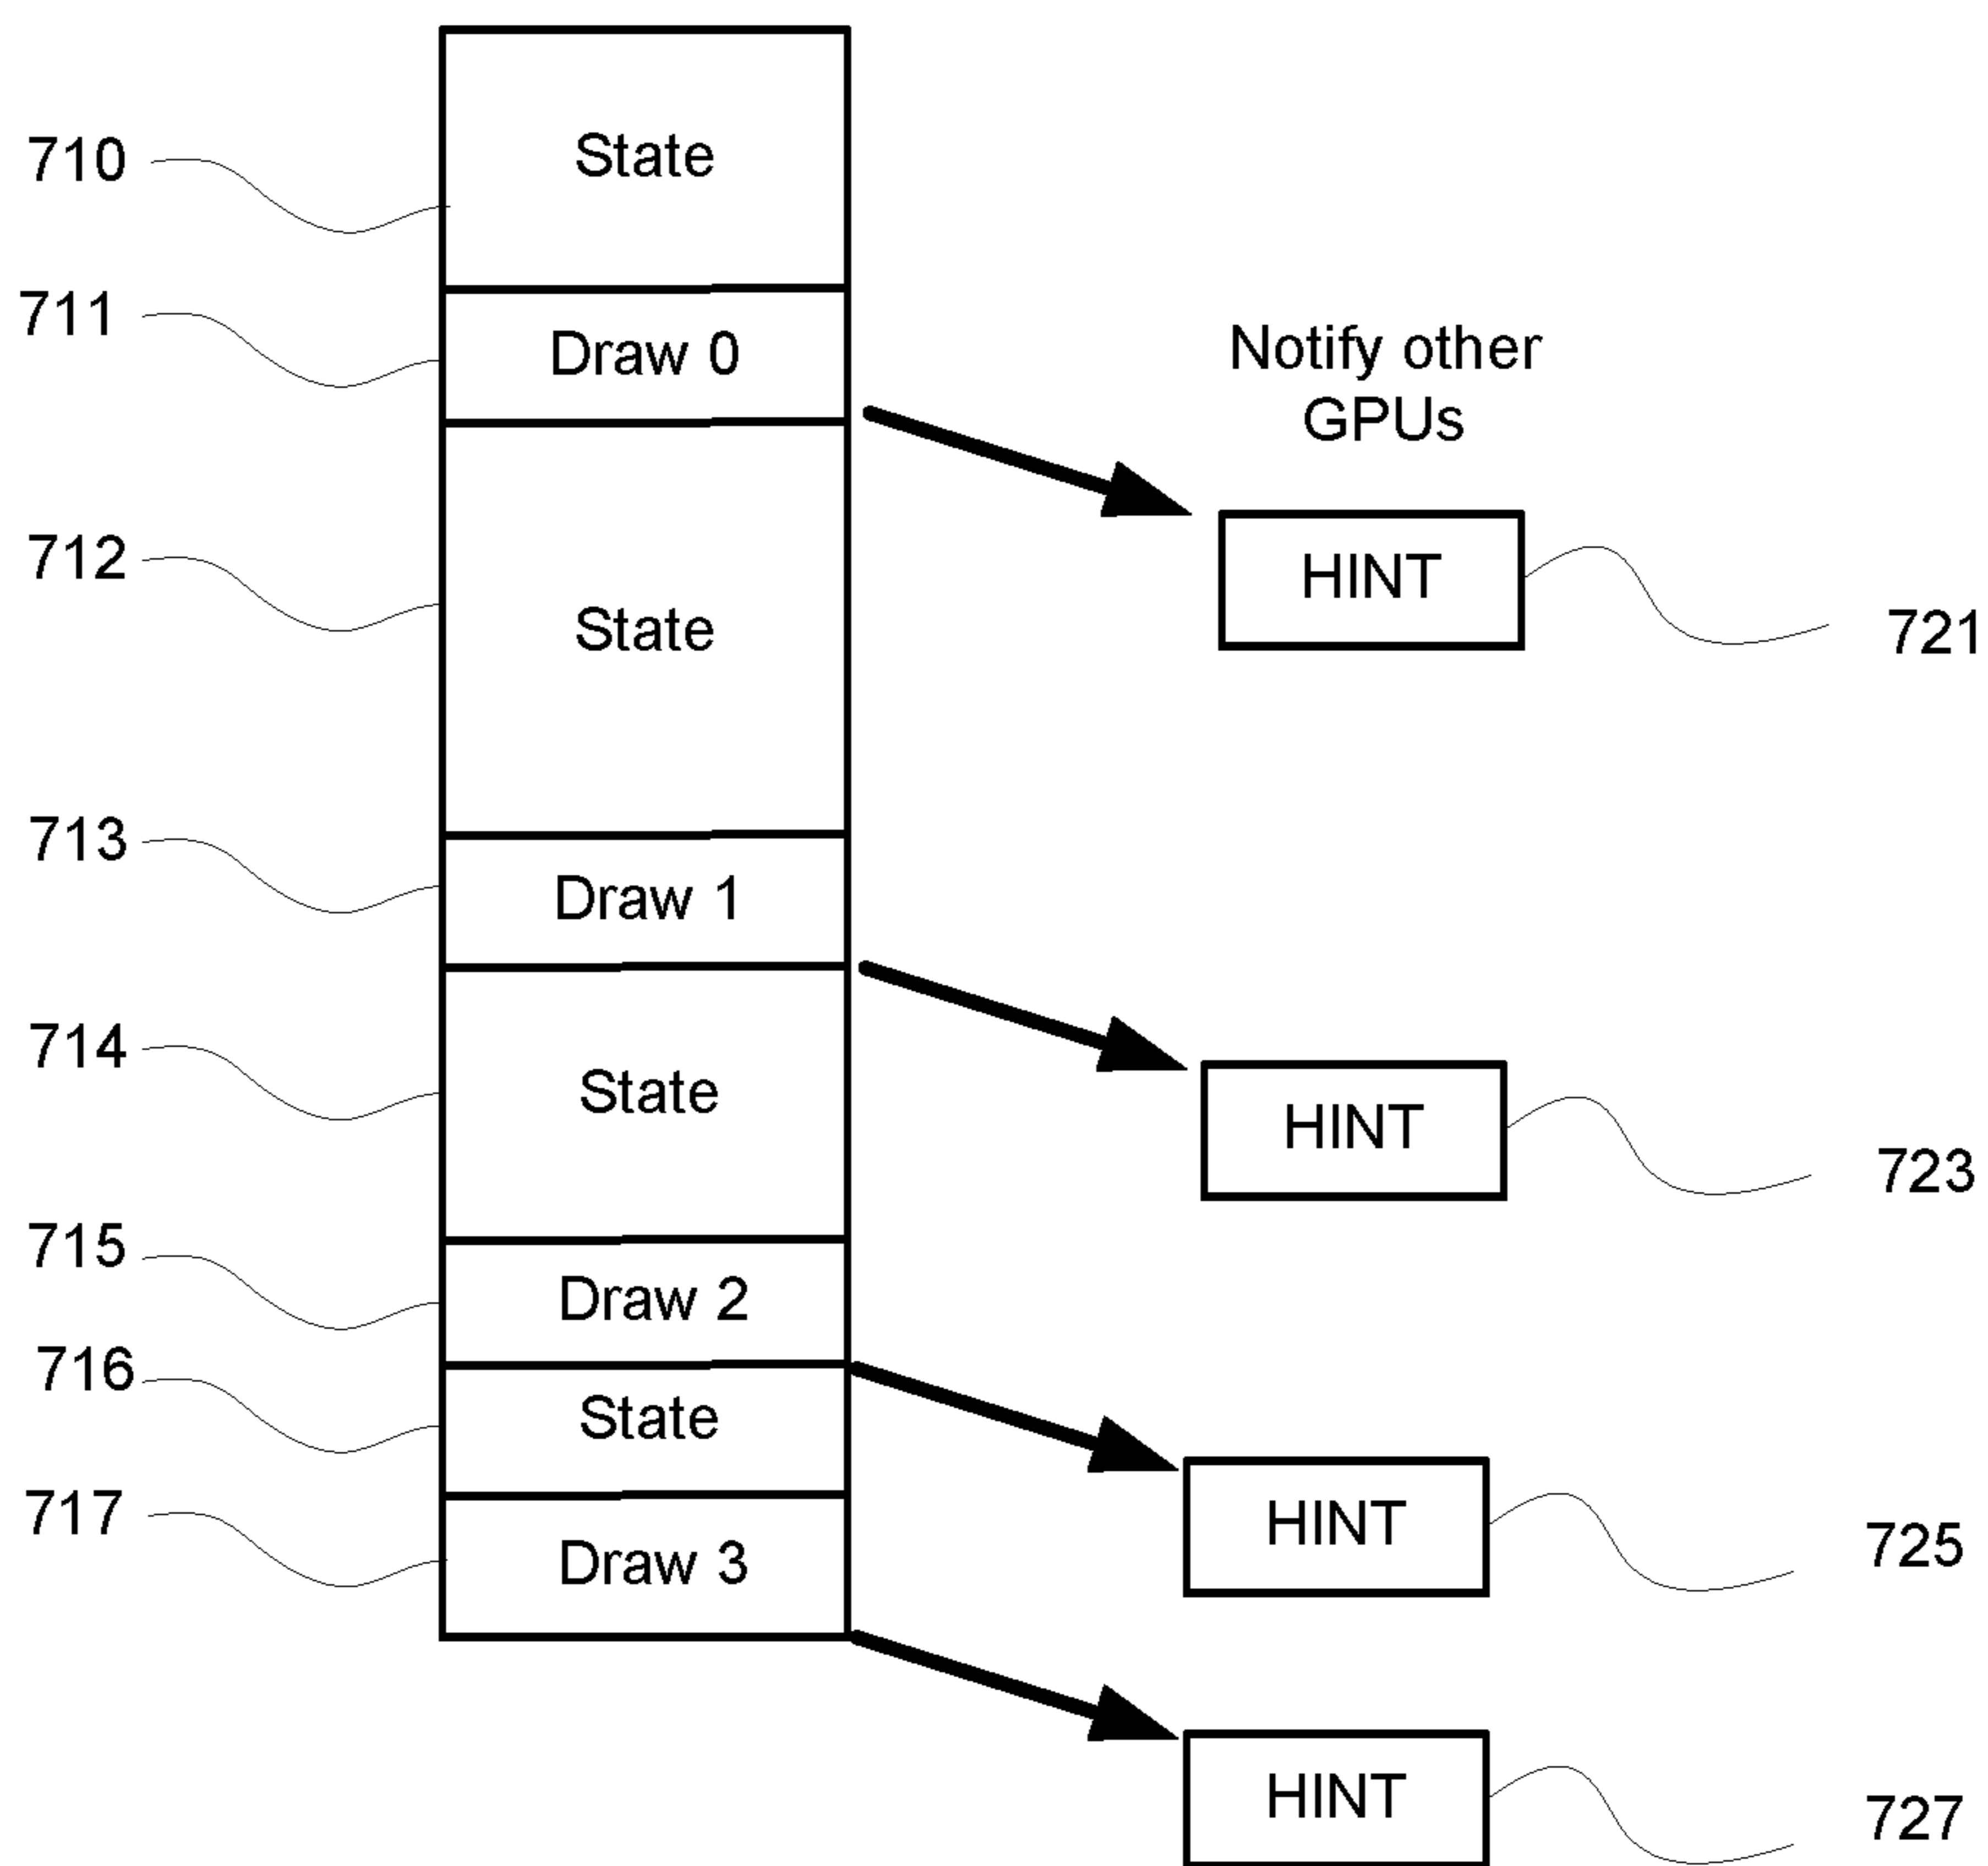 710
State
711
Draw 0
Notify other
GPUs
712
State
HINT
721
713
Draw 1
714
State
HINT
723
715
Draw 2
716
State
717
Draw 3
HINT
725
HINT
727